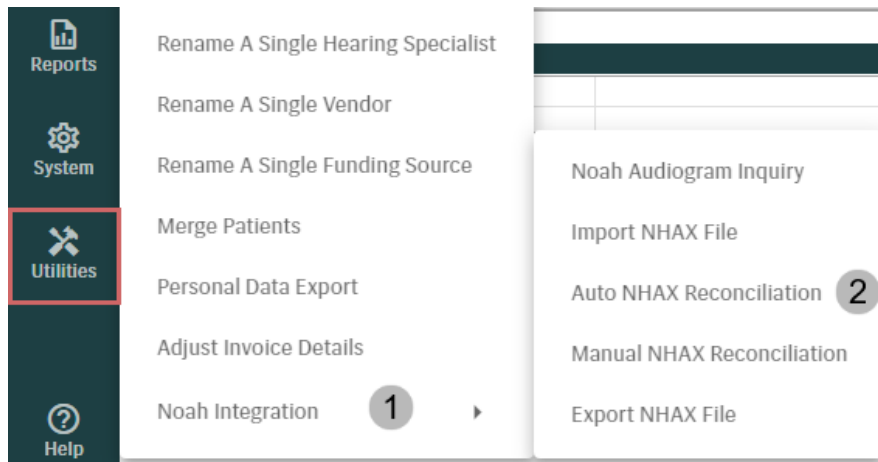 Reports
System
Utilities
Help
Rename A Single Hearing Specialist
Rename A Single Vendor
Rename A Single Funding Source
Merge Patients
Personal Data Export
Adjust Invoice Details
Noah Integration 1
Noah Audiogram Inquiry
Import NHAX File
Auto NHAX Reconciliation 2
Manual NHAX Reconciliation
Export NHAX File